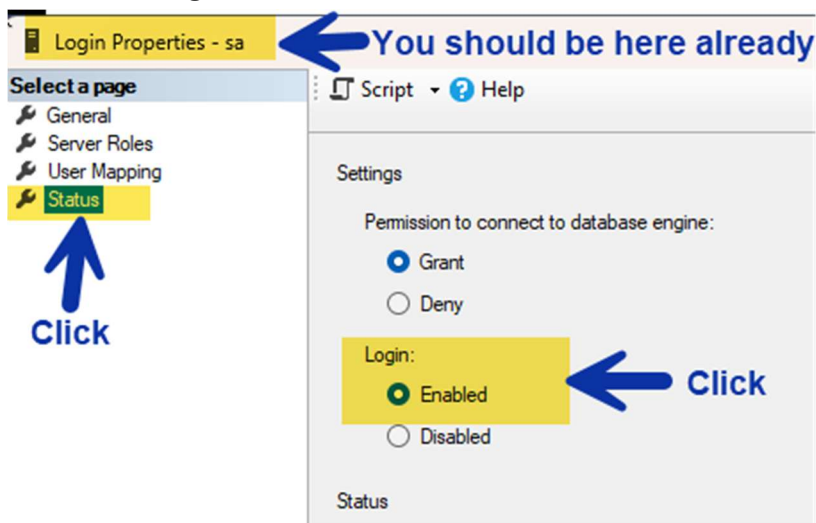 Login Properties - sa
You should be here already
Select a page
Script
Help
General
Server Roles
User Mapping
Status
Click
Settings
Permission to connect to database engine:
Grant
Deny
Login:
Enabled
Click
Disabled
Status